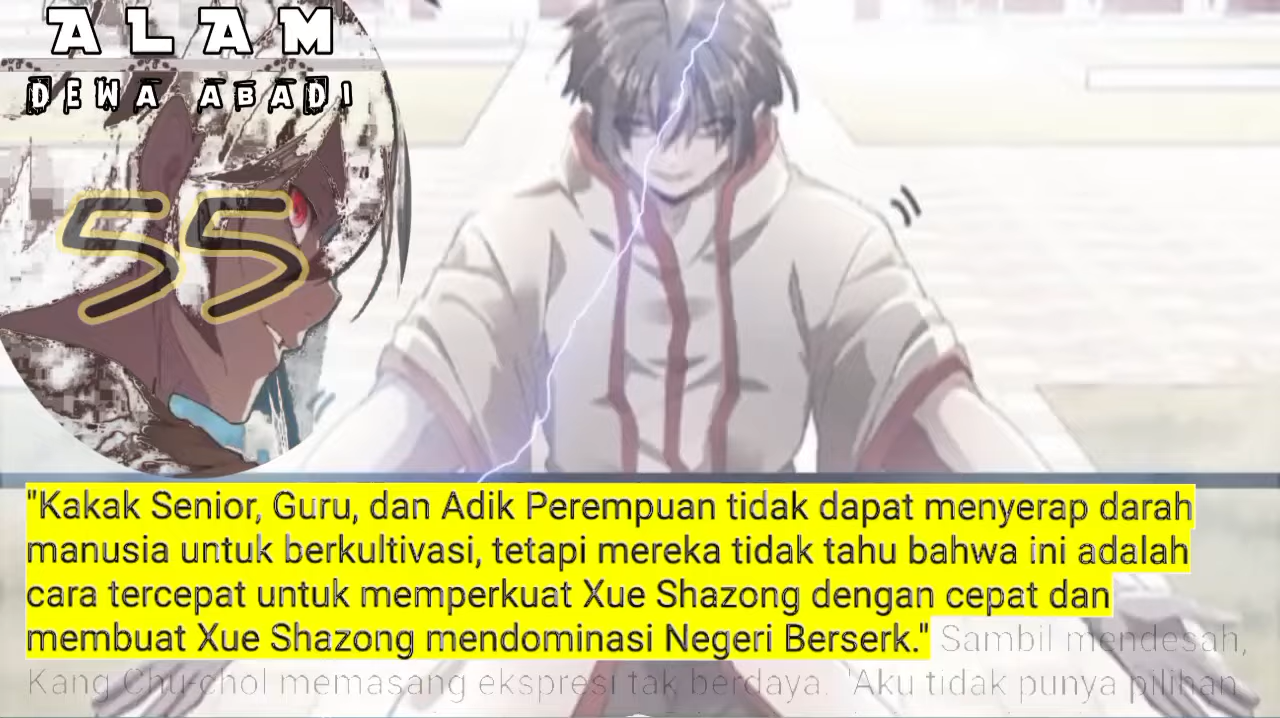 ALAM
DEWA ABADI
55
"Kakak Senior, Guru, dan Adik Perempuan tidak dapat menyerap darah
manusia untuk berkultivasi, tetapi mereka tidak tahu bahwa ini adalah
cara tercepat untuk memperkuat Xue Shazong dengan cepat dan
membuat Xue Shazong mendominasi Negeri Berserk." Sambil mendesah,
Kang Chu-chol memasang ekspresi tak berdaya. 'Aku tidak punya pilihan